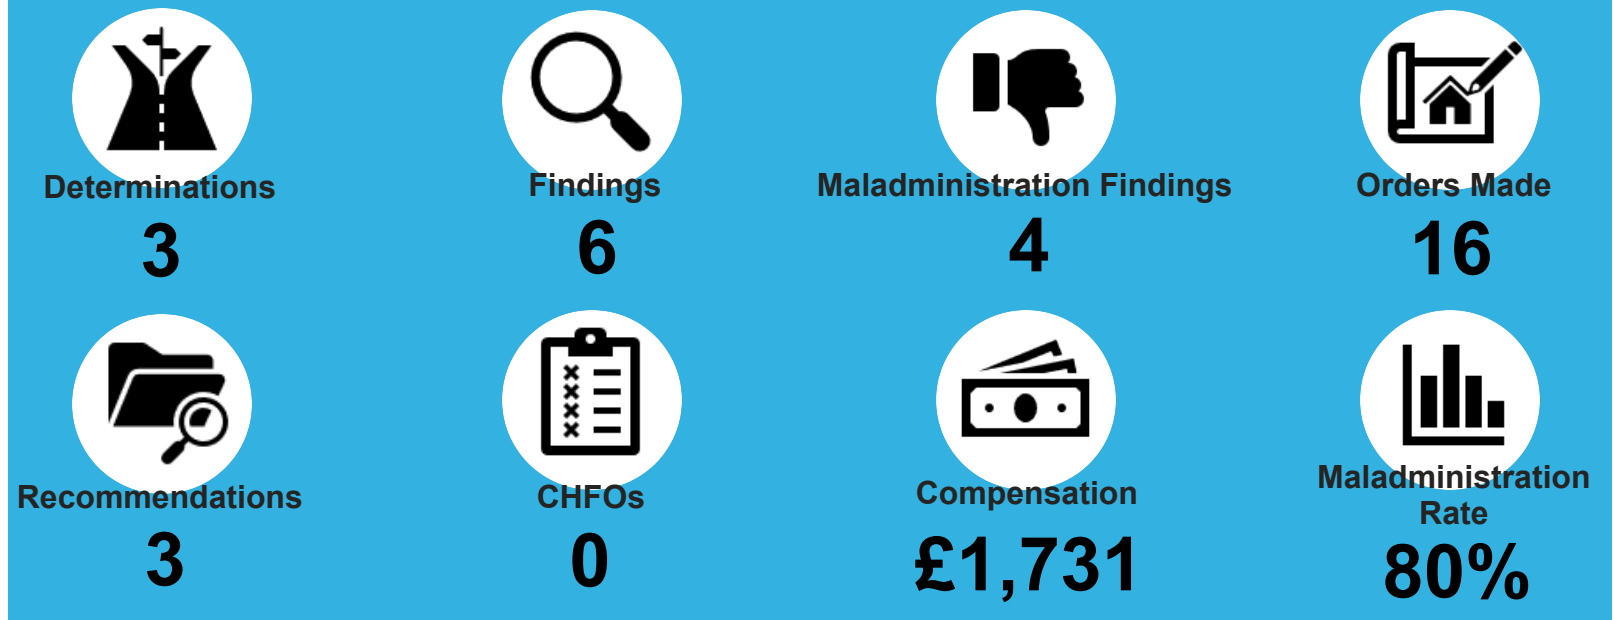 Determinations
3
Findings
6
Maladministration Findings
4
Orders Made
16
Recommendations
3
CHFOs
0
Compensation
£1,731
Maladministration
Rate
80%